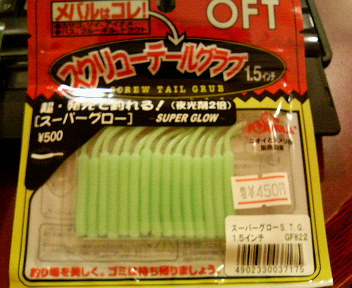 メバルはコレ!
OFT
スクリューテールグラブ
1.5インチ
SCREW TAIL GRUB
超・発光で釣れる!(夜光剤2倍)
[スーパーグロー] SUPER GLOW
¥500
¥450円
スーパーグローS.T.G.
1.5インチ GF822
4902330037175
釣り場を美しく。ゴミは持ち帰りましょう